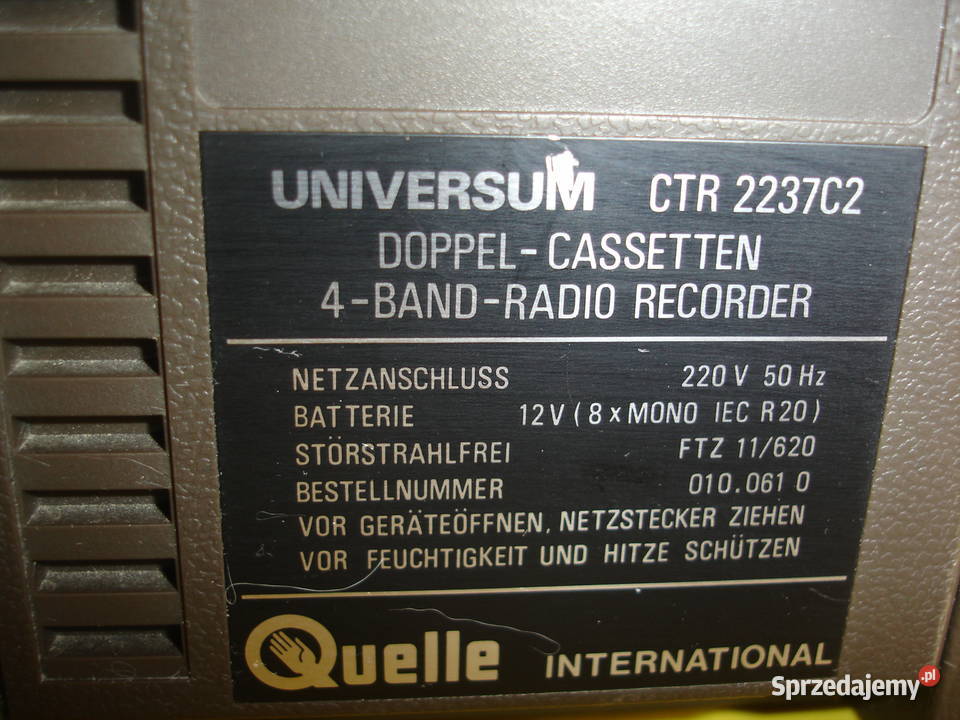 UNIVERSUM CTR 2237C2
DOPPEL-CASSETTEN
4-BAND-RADIO RECORDER
NETZANSCHLUSS 220 V 50 Hz
BATTERIE 12V ( 8 x MONO IEC R20 )
STÖRSTRAHLFREI FTZ 11/620
BESTELLNUMMER 010.061 0
VOR GERÄTEÖFFNEN, NETZSTECKER ZIEHEN
VOR FEUCHTIGKEIT UND HITZE SCHÜTZEN
Quelle INTERNATIONAL
Sprzedajemy.pl